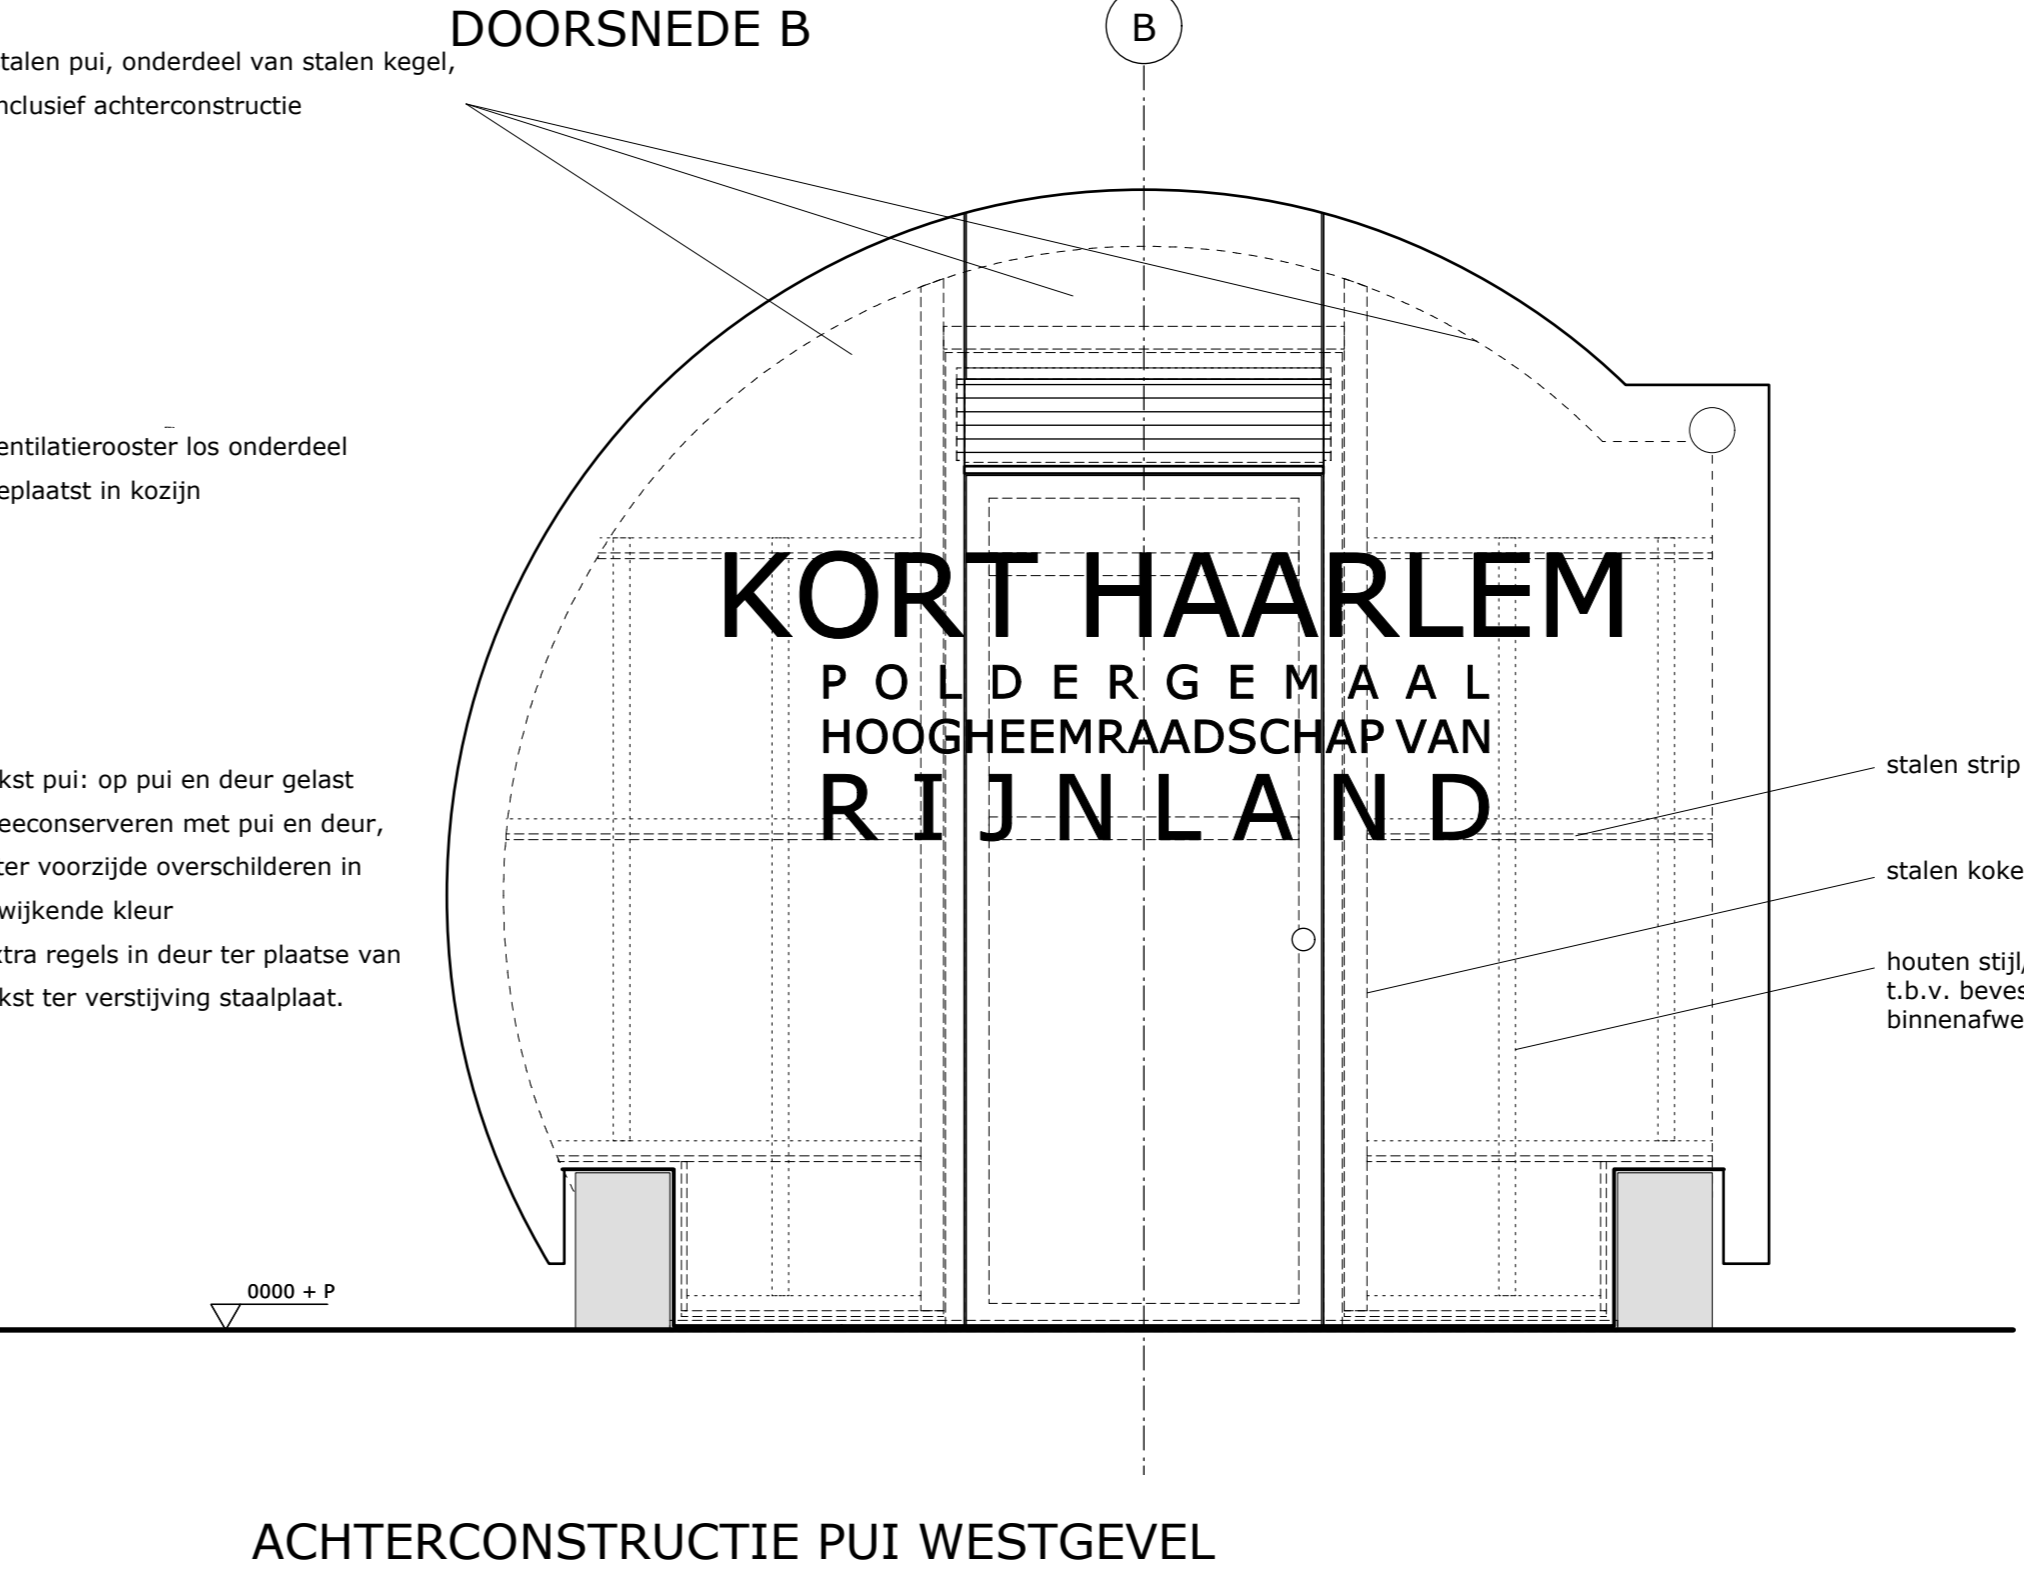 DOORSNEDE B
B
talen pui, onderdeel van stalen kegel,
nclusief achterconstructie
entilatierooster los onderdeel
eplaatst in kozijn
KORT HAARLEM
POLDERGEMAAL
HOOGHEEMRAADSCHAP VAN
RIJNLAND
kst pui: op pui en deur gelast
eeconserveren met pui en deur,
ter voorzijde overschilderen in
wijkende kleur
xtra regels in deur ter plaatse van
kst ter verstijving staalplaat.
stalen strip
stalen koke
houten stijl/
t.b.v. beves
binnenafwe
0000 + P
ACHTERCONSTRUCTIE PUI WESTGEVEL